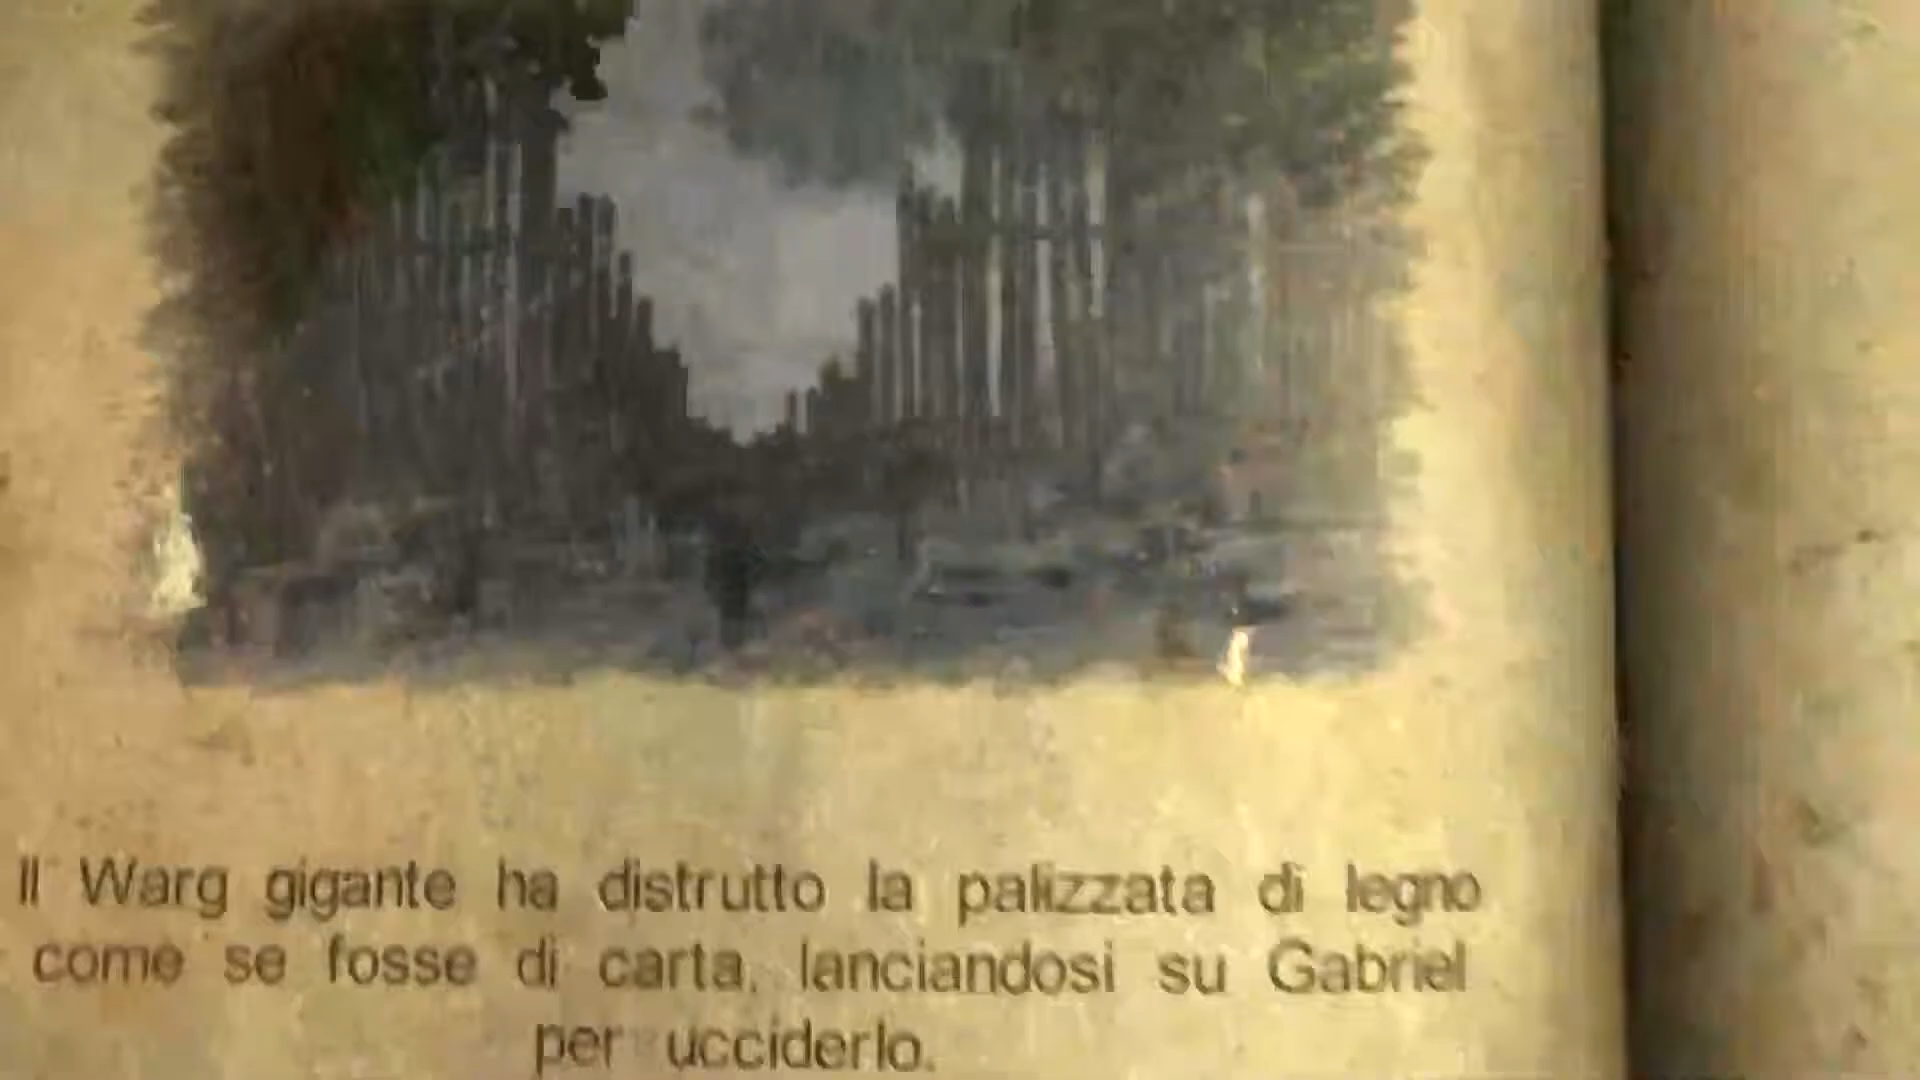 Il Warg gigante ha distrutto la palizzata di legno
come se fosse di carta, lanciandosi su Gabriel
per ucciderlo.